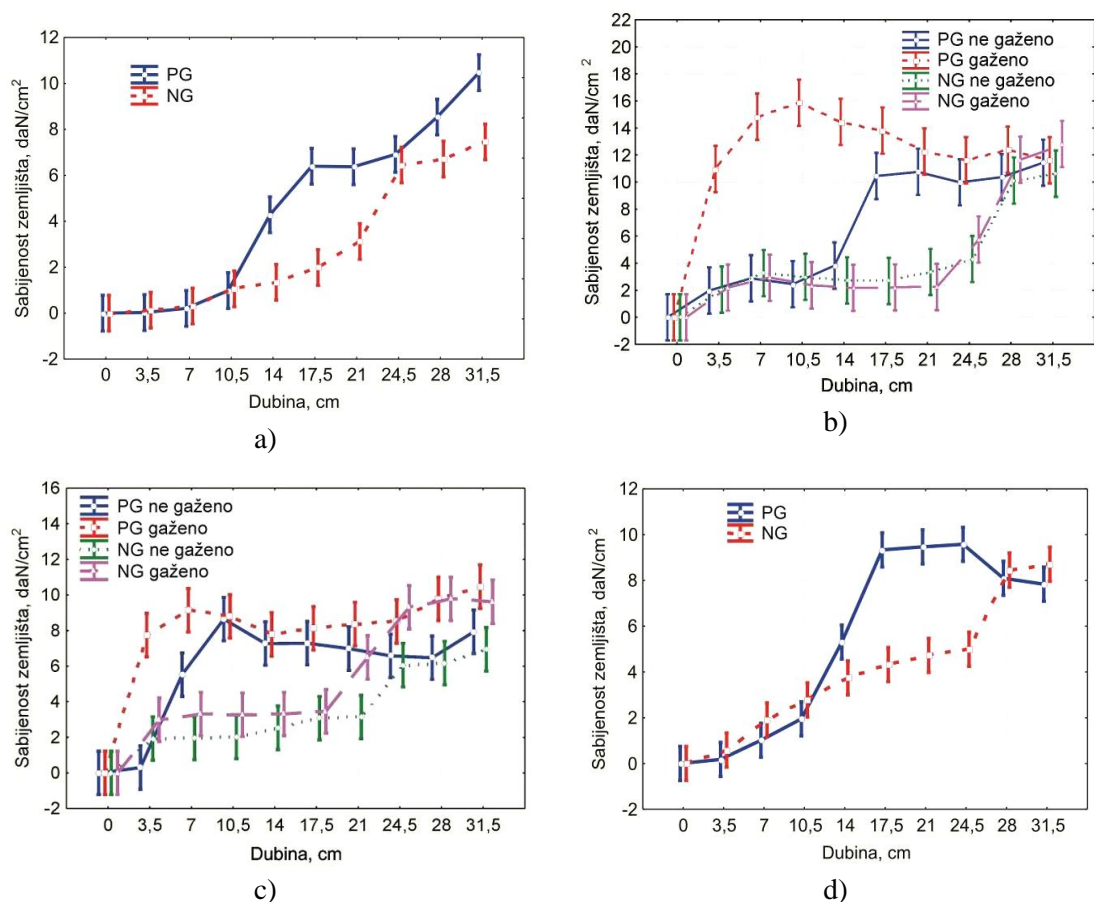 Sabijenost zemljišta, daN/cm²
12
10
8
6
4
2
0
-2
PG
NG
0 3,5 7 10,5 14 17,5 21 24,5 28 31,5
Dubina, cm
a)
Sabijenost zemljišta, daN/cm²
22
20
18
16
14
12
10
8
6
4
2
0
-2
PG ne gaženo
PG gaženo
NG ne gaženo
NG gaženo
0 3,5 7 10,5 14 17,5 21 24,5 28 31,5
Dubina, cm
b)
Sabijenost zemljišta, daN/cm²
16
14
12
10
8
6
4
2
0
-2
PG ne gaženo
PG gaženo
NG ne gaženo
NG gaženo
0 3,5 7 10,5 14 17,5 21 24,5 28 31,5
Dubina, cm
c)
Sabijenost zemljišta, daN/cm²
12
10
8
6
4
2
0
-2
PG
NG
0 3,5 7 10,5 14 17,5 21 24,5 28 31,5
Dubina, cm
d)